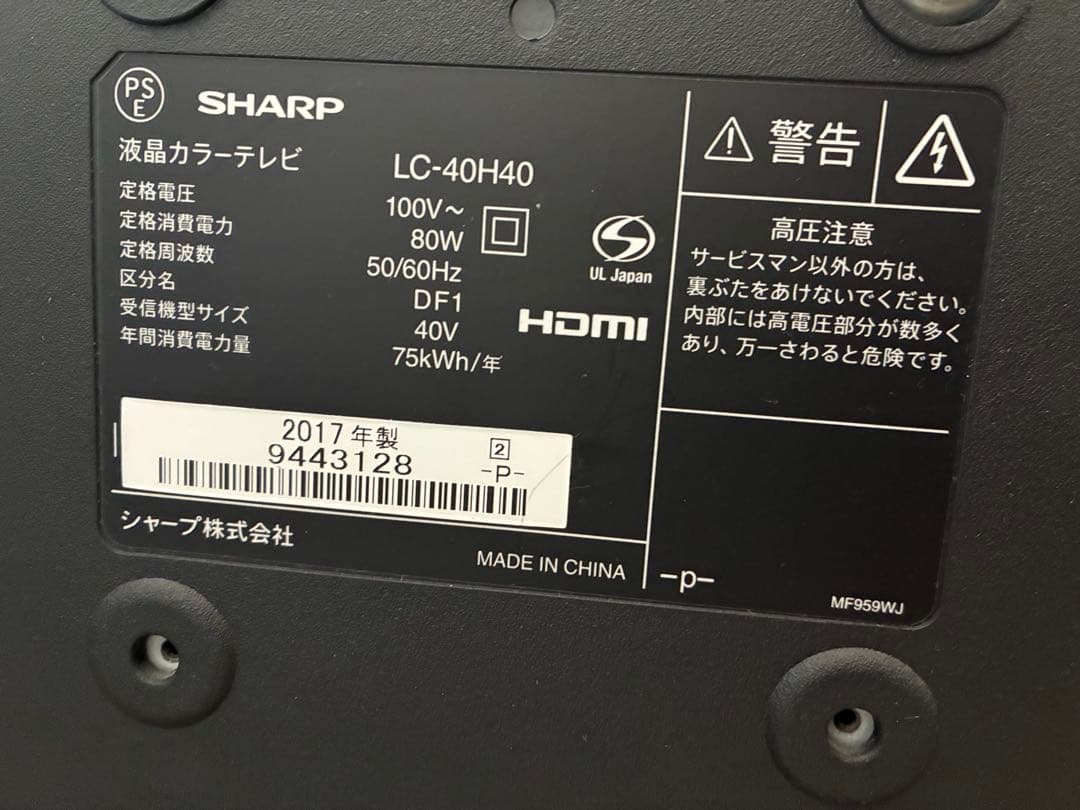 PS
E
SHARP
液晶カラーテレビ LC-40H40
定格電圧 100V～
定格消費電力 80W
定格周波数 50/60Hz
区分名 DF1
受信機型サイズ 40V
年間消費電力量 75kWh/年
UL Japan
HDMI
2017年製 2
9443128 -P-
シャープ株式会社
MADE IN CHINA
警告
高圧注意
サービスマン以外の方は、
裏ぶたをあけないでください。
内部には高電圧部分が数多く
あり、万一さわると危険です。
-p-
MF959WJ